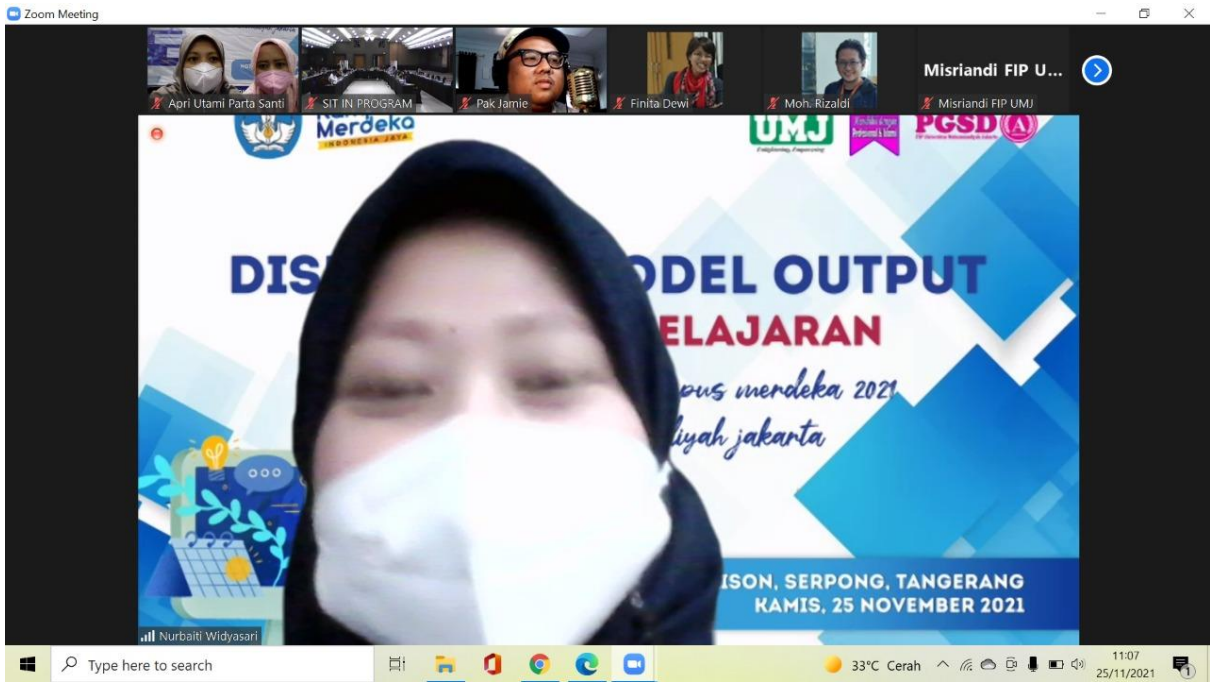 Zoom Meeting
Apri Utami Parta Santi
SIT IN PROGRAM
Pak Jamie
Finita Dewi
Moh. Rizaldi
Misriandi FIP U...
Misriandi FIP UMJ
Merdeka
INDONESIA JAYA
UMJ
PGSD A
DIS ODEL OUTPUT
ELAJARAN
pus merdeka 2021
liyah jakarta
ISON, SERPONG, TANGERANG
KAMIS, 25 NOVEMBER 2021
Nurbaiti Widyasari
Type here to search
33°C Cerah
11:07
25/11/2021
1